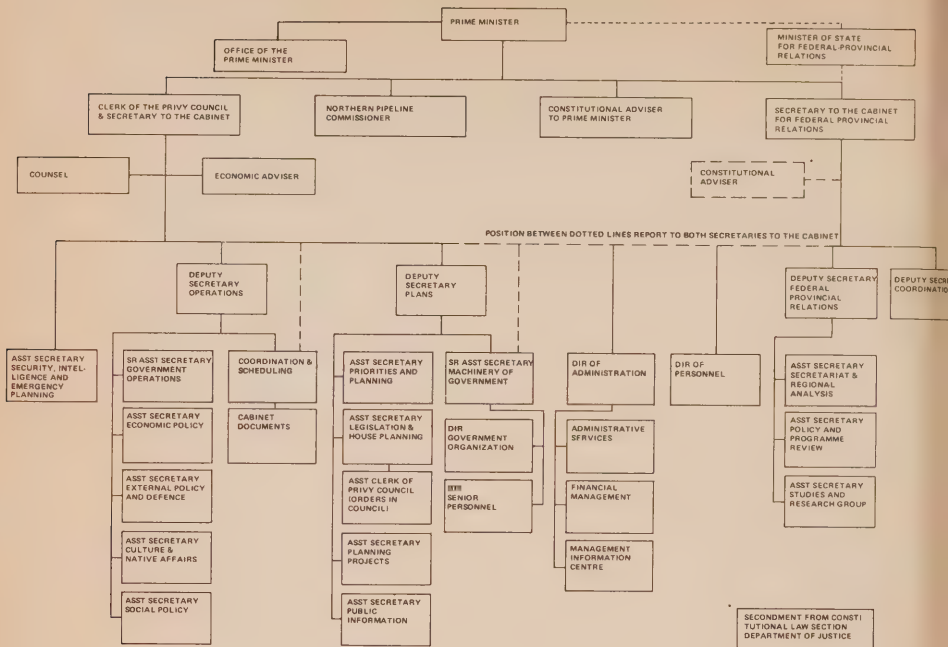 PRIME MINISTER
OFFICE OF THE
PRIME MINISTER
MINISTER OF STATE
FOR FEDERAL-PROVINCIAL
RELATIONS
CLERK OF THE PRIVY COUNCIL
& SECRETARY TO THE CABINET
NORTHERN PIPELINE
COMMISSIONER
CONSTITUTIONAL ADVISER
TO PRIME MINISTER
SECRETARY TO THE CABINET
FOR FEDERAL PROVINCIAL
RELATIONS
COUNSEL
ECONOMIC ADVISER
*
CONSTITUTIONAL
ADVISER
POSITION BETWEEN DOTTED LINES REPORT TO BOTH SECRETARIES TO THE CABINET
DEPUTY
SECRETARY
OPERATIONS
DEPUTY
SECRETARY
PLANS
DEPUTY SECRETARY
FEDERAL
PROVINCIAL
RELATIONS
DEPUTY
COORDINATION
ASST SECRETARY
SECURITY, INTEL-
LIGENCE AND
EMERGENCY
PLANNING
SR ASST SECRETARY
GOVERNMENT
OPERATIONS
COORDINATION &
SCHEDULING
ASST SECRETARY
PRIORITIES AND
PLANNING
SR ASST SECRETARY
MACHINERY OF
GOVERNMENT
DIR OF
ADMINISTRATION
DIR OF
PERSONNEL
ASST SECRETARY
SECRETARIAT &
REGIONAL
ANALYSIS
ASST SECRETARY
ECONOMIC POLICY
CABINET
DOCUMENTS
ASST SECRETARY
LEGISLATION &
HOUSE PLANNING
DIR
GOVERNMENT
ORGANIZATION
ADMINISTRATIVE
SERVICES
ASST SECRETARY
POLICY AND
PROGRAMME
REVIEW
ASST SECRETARY
EXTERNAL POLICY
AND DEFENCE
ASST CLERK OF
PRIVY COUNCIL
(ORDERS IN
COUNCIL)
SENIOR
PERSONNEL
FINANCIAL
MANAGEMENT
ASST SECRETARY
STUDIES AND
RESEARCH GROUP
ASST SECRETARY
CULTURE &
NATIVE AFFAIRS
ASST SECRETARY
PLANNING
PROJECTS
MANAGEMENT
INFORMATION
CENTRE
ASST SECRETARY
SOCIAL POLICY
ASST SECRETARY
PUBLIC
INFORMATION
*
SECONDMENT FROM CONSTI
TUTIONAL LAW SECTION
DEPARTMENT OF JUSTICE